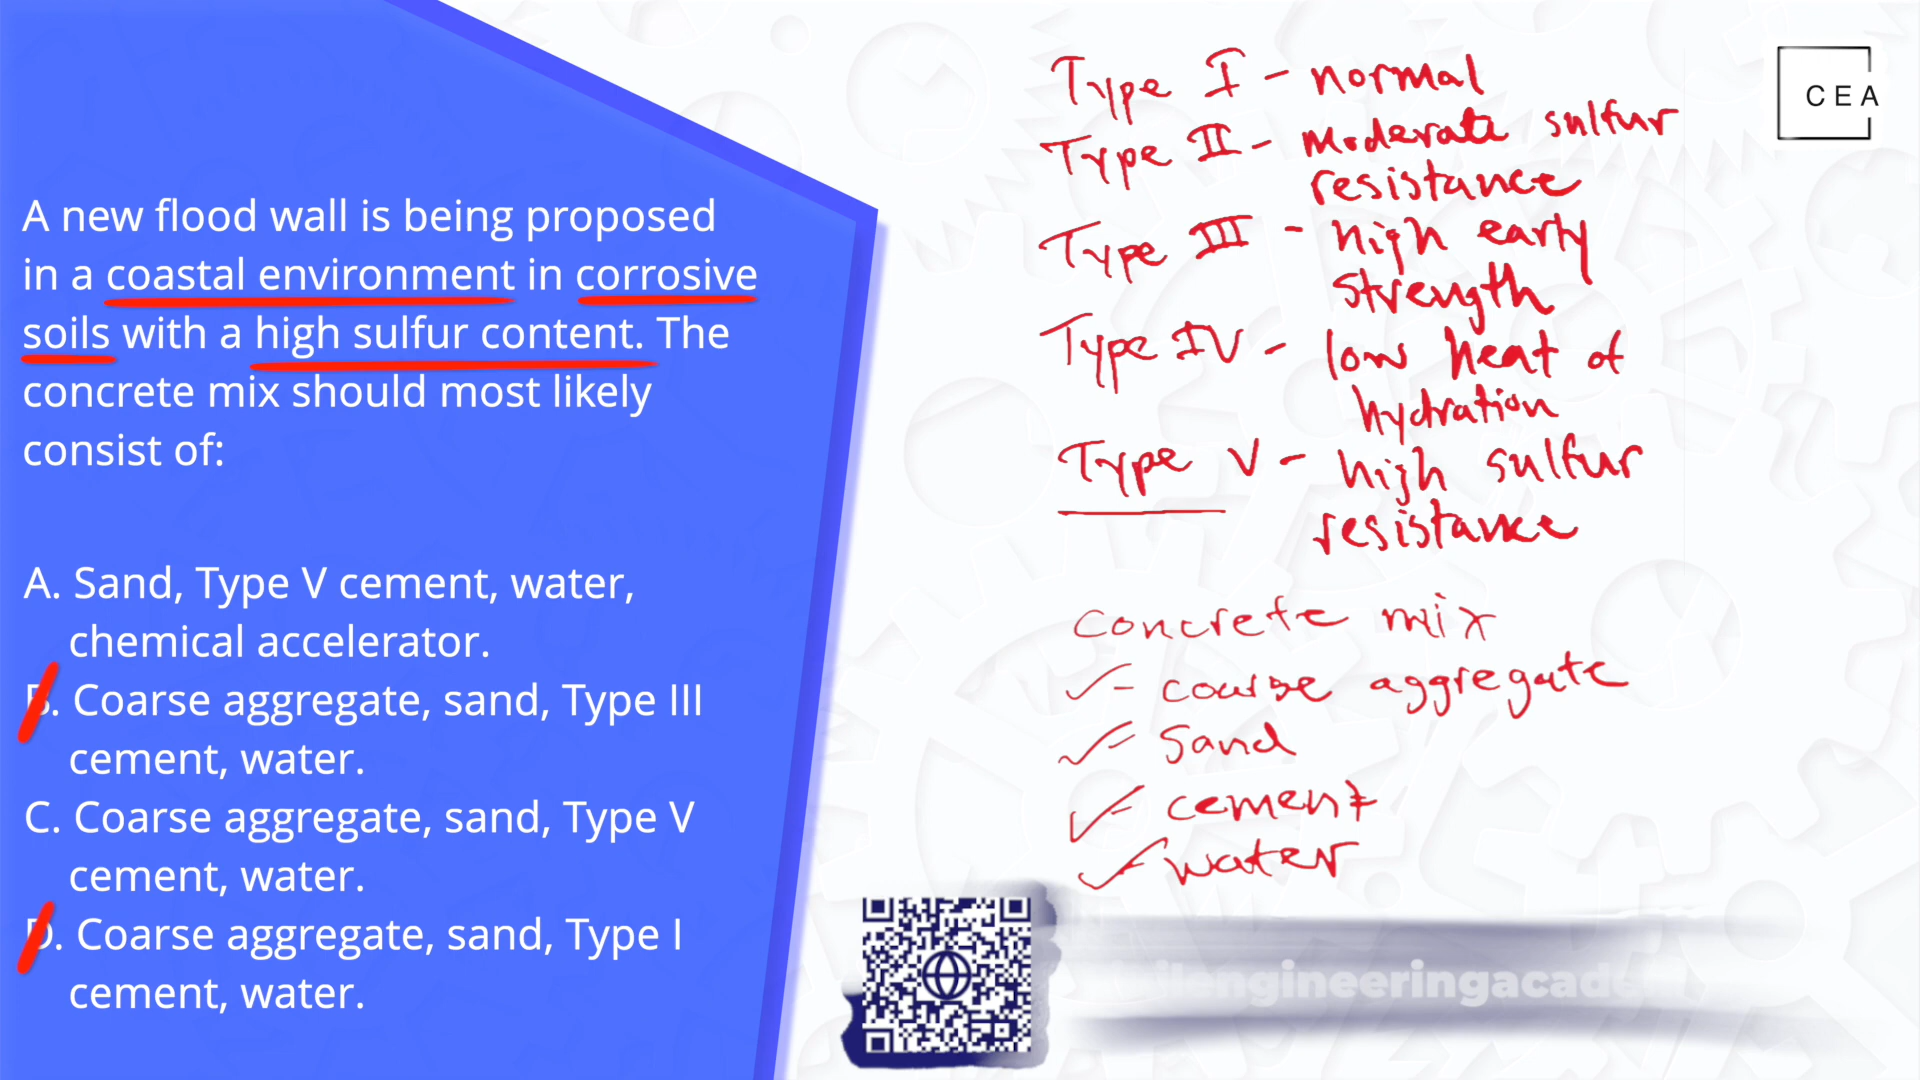 A new flood wall is being proposed
in a coastal environment in corrosive
soils with a high sulfur content. The
concrete mix should most likely
consist of:
A. Sand, Type V cement, water,
chemical accelerator.
B. Coarse aggregate, sand, Type III
cement, water.
C. Coarse aggregate, sand, Type V
cement, water.
D. Coarse aggregate, sand, Type I
cement, water.
Type I - normal
Type II - Moderate sulfur
resistance
Type III - high early
strength
Type IV - low heat of
hydration
Type V - high sulfur
resistance
concrete mix
- coarse aggregate
- sand
- cement
- water
CEA